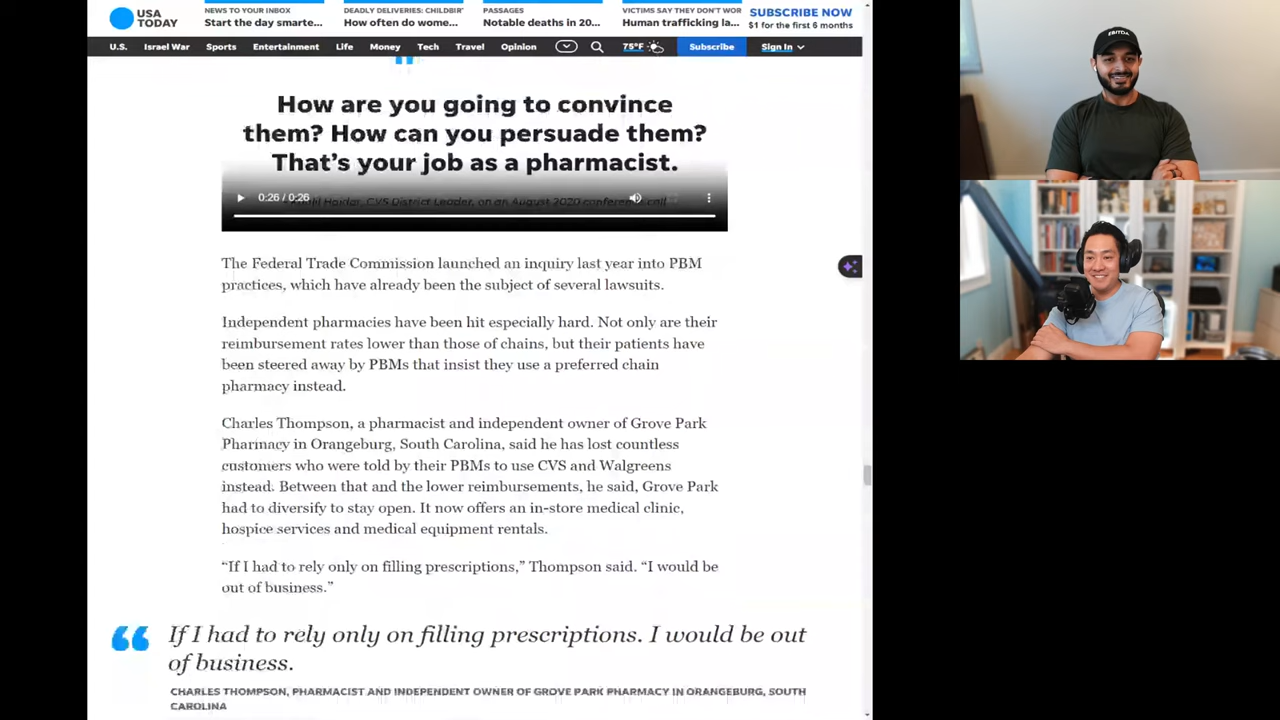 USA
TODAY
NEWS TO YOUR INBOX
Start the day smarte...
DEADLY DELIVERIES: CHILDBIR
How often do wome...
PASSAGES
Notable deaths in 20...
VICTIMS SAY THEY DON'T WOR
Human trafficking la...
SUBSCRIBE NOW
$1 for the first 6 months
U.S. Israel War Sports Entertainment Life Money Tech Travel Opinion 75°F Subscribe Sign In
EBITDA
How are you going to convince
them? How can you persuade them?
That's your job as a pharmacist.
0:26 / 0:26
Haidar, CVS District Leader, on an August 2020 conference call
The Federal Trade Commission launched an inquiry last year into PBM
practices, which have already been the subject of several lawsuits.
Independent pharmacies have been hit especially hard. Not only are their
reimbursement rates lower than those of chains, but their patients have
been steered away by PBMs that insist they use a preferred chain
pharmacy instead.
Charles Thompson, a pharmacist and independent owner of Grove Park
Pharmacy in Orangeburg, South Carolina, said he has lost countless
customers who were told by their PBMs to use CVS and Walgreens
instead. Between that and the lower reimbursements, he said, Grove Park
had to diversify to stay open. It now offers an in-store medical clinic,
hospice services and medical equipment rentals.
“If I had to rely only on filling prescriptions,” Thompson said. “I would be
out of business.”
“ If I had to rely only on filling prescriptions. I would be out
of business.
CHARLES THOMPSON, PHARMACIST AND INDEPENDENT OWNER OF GROVE PARK PHARMACY IN ORANGEBURG, SOUTH
CAROLINA